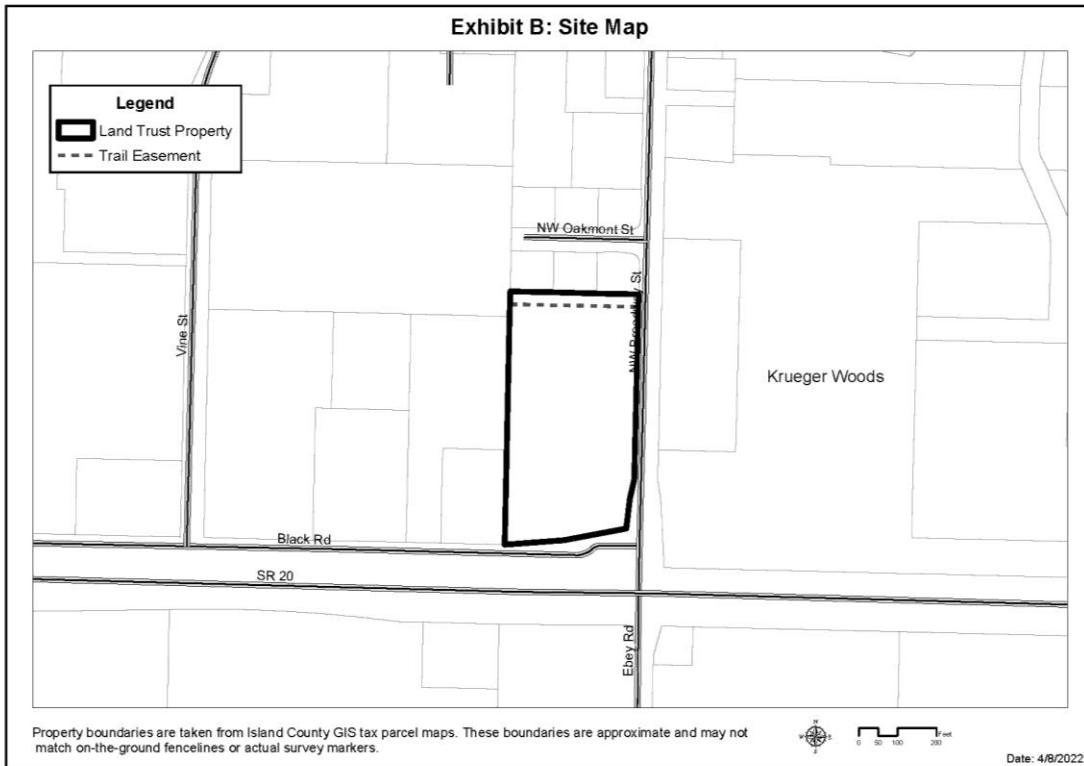 Exhibit B: Site Map
Legend
Land Trust Property
Trail Easement
NW Oakmont St
NW Broadway St
Vine St
Krueger Woods
Black Rd
SR 20
Ebey Rd
Property boundaries are taken from Island County GIS tax parcel maps. These boundaries are approximate and may not
match on-the-ground fencelines or actual survey markers.
N
W
E
S
Feet
0 50 100 200
Date: 4/8/2022